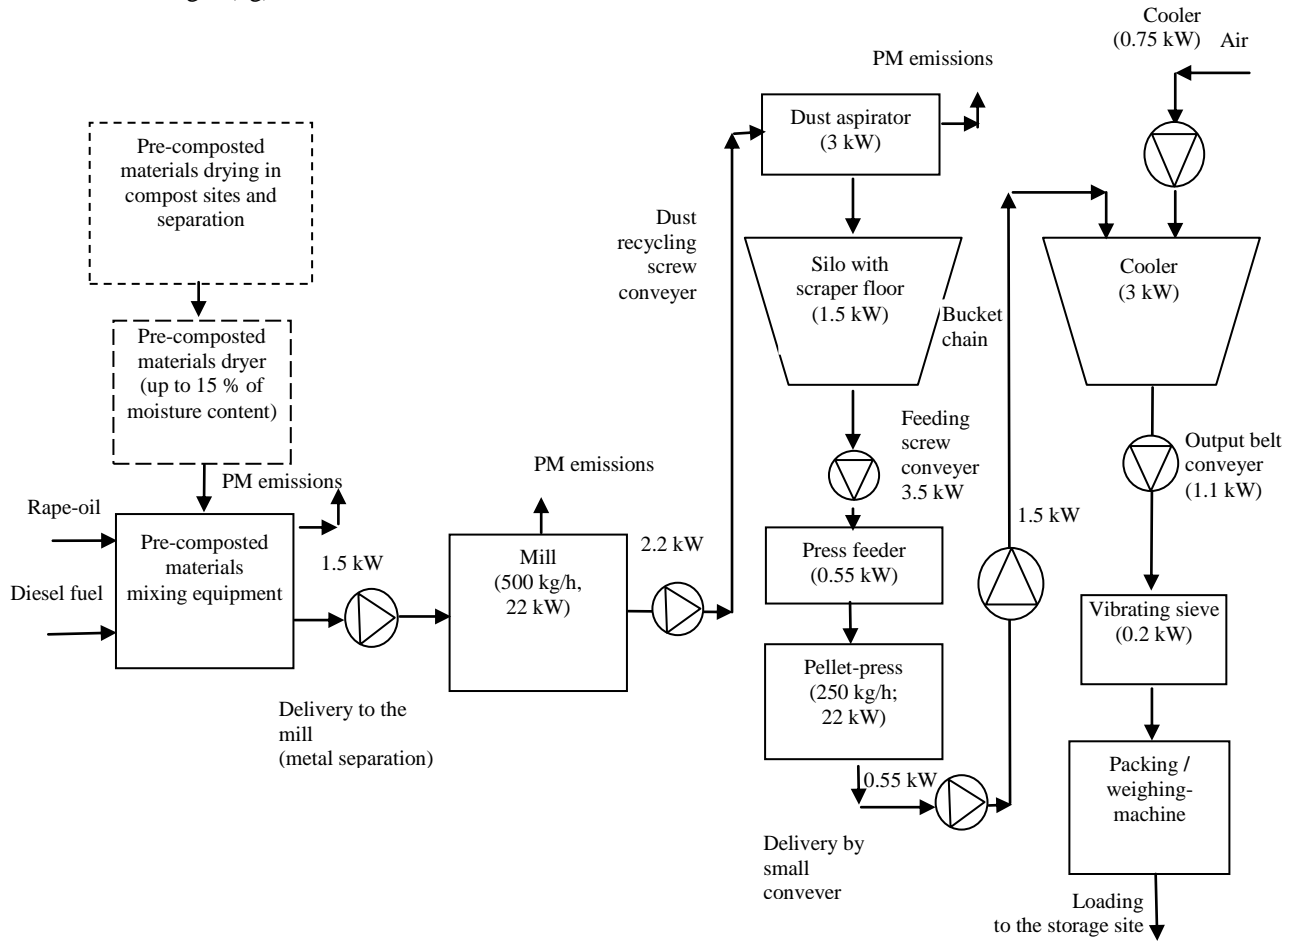 Cooler
(0.75 kW)
Air
PM emissions
Dust aspirator
(3 kW)
Pre-composted
materials drying in
compost sites and
separation
Dust
recycling
screw
conveyer
Silo with
scraper floor
(1.5 kW)
Bucket
chain
Cooler
(3 kW)
Pre-composted
materials dryer
(up to 15 % of
moisture content)
Feeding
screw
conveyer
3.5 kW
Output belt
conveyer
(1.1 kW)
PM emissions
PM emissions
Rape-oil
Diesel fuel
Pre-composted
materials
mixing equipment
1.5 kW
Mill
(500 kg/h,
22 kW)
2.2 kW
Press feeder
(0.55 kW)
1.5 kW
Vibrating sieve
(0.2 kW)
Pellet-press
(250 kg/h;
22 kW)
Delivery to the
mill
(metal separation)
0.55 kW
Packing /
weighing-
machine
Delivery by
small
convever
Loading
to the storage site